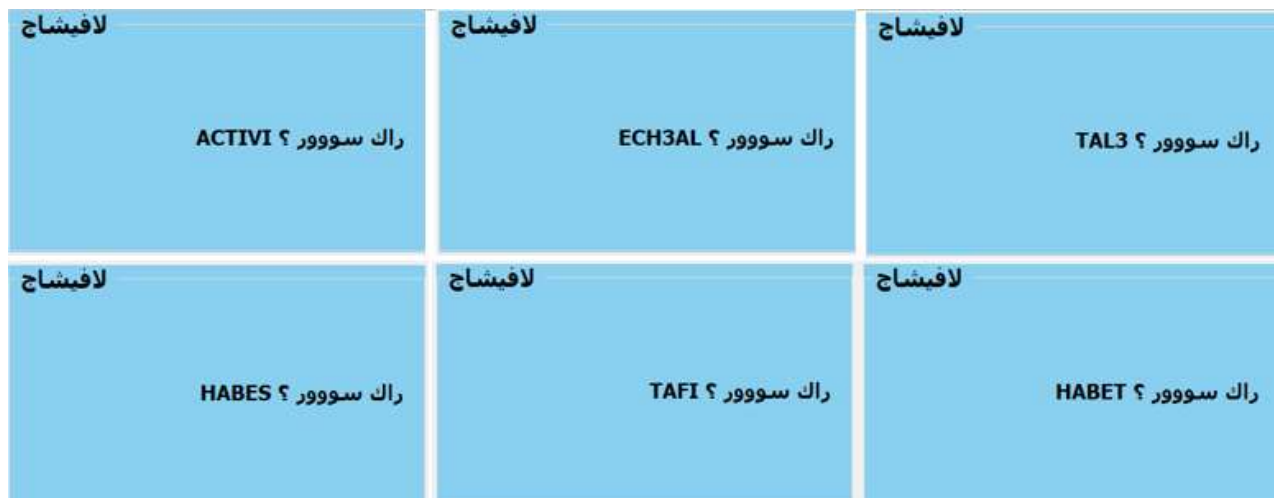 لافيشاج
راك سووور ؟ ACTIVI
لافيشاج
راك سووور ؟ ECH3AL
لافيشاج
راك سووور ؟ TAL3
لافيشاج
راك سووور ؟ HABES
لافيشاج
راك سووور ؟ TAFI
لافيشاج
راك سووور ؟ HABET